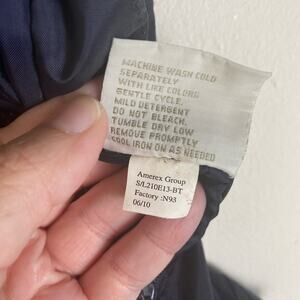 MACHINE WASH COLD
SEPARATELY
WITH LIKE COLORS
GENTLE CYCLE.
MILD DETERGENT
DO NOT BLEACH.
TUMBLE DRY LOW
REMOVE PROMPTLY
COOL IRON ON AS NEEDED
Amerex Group
S/L210E13-BT
Factory :N93
06/10